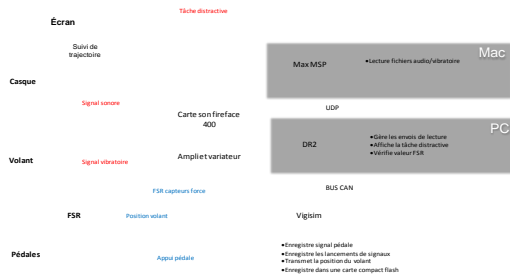 Tâche distractive
Écran
Suivi de
trajectoire
Mac
Max MSP
•Lecture fichiers audio/vibratoire
Casque
Signal sonore
UDP
Carte son fireface
400
PC
DR2
•Gère les envois de lecture
•Affiche la tâche distractive
•Vérifie valeur FSR
Volant
Signal vibratoire
Ampli et variateur
FSR capteurs force
BUS CAN
FSR
Position volant
Vigisim
Pédales
Appui pédale
•Enregistre signal pédale
•Enregistre les lancements de signaux
•Transmet la position du volant
•Enregistre dans une carte compact flash